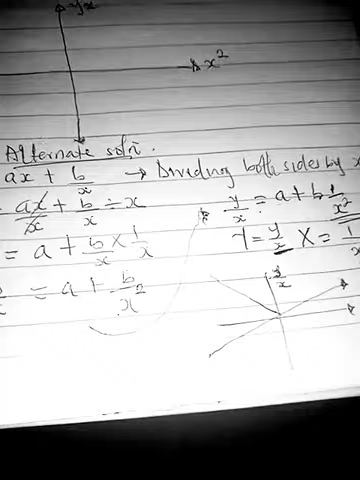 y/x
x²
Alternate soln.
ax + b/x → Dividing both sides by x
ax/x + b/x ÷ x
= a + b/x × 1/x
= a + b/x²
y/x = a + b 1/x²
Y = y/x X = 1/x
y/x